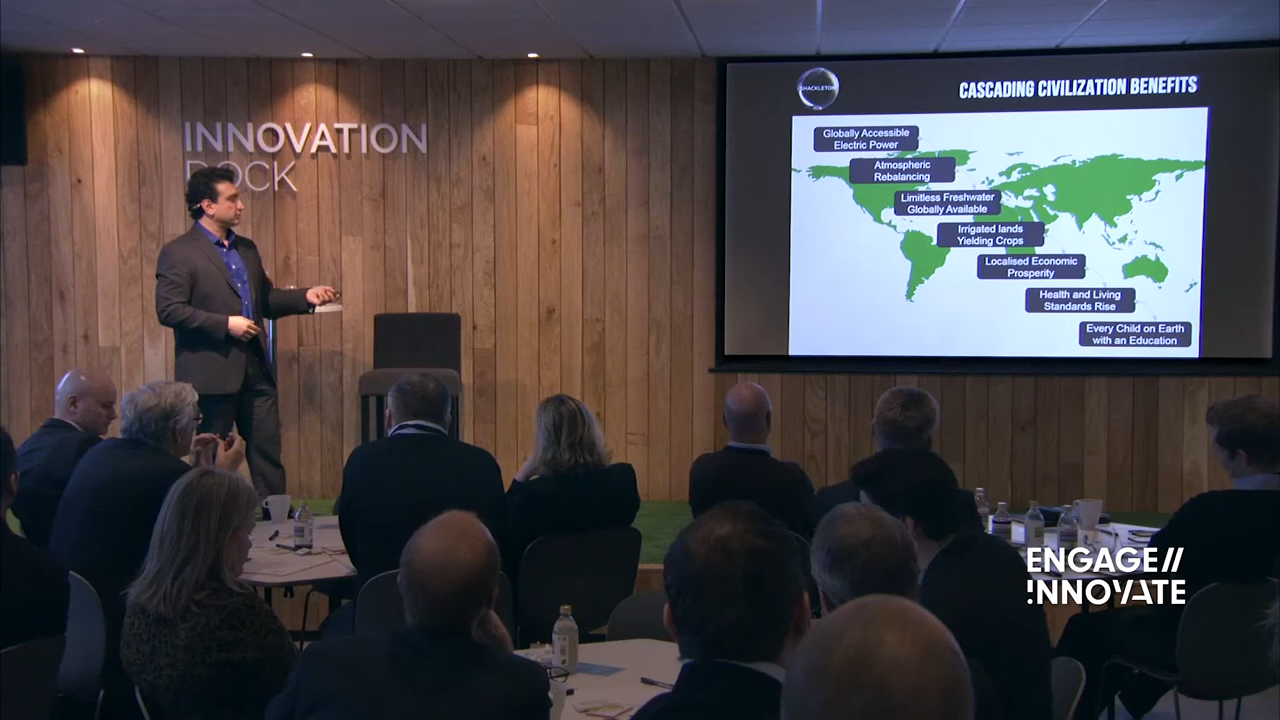 INNOVATION
DOCK
SHACKLETON
CASCADING CIVILIZATION BENEFITS
Globally Accessible
Electric Power
Atmospheric
Rebalancing
Limitless Freshwater
Globally Available
Irrigated lands
Yielding Crops
Localised Economic
Prosperity
Health and Living
Standards Rise
Every Child on Earth
with an Education
ENGAGE//
INNOVATE